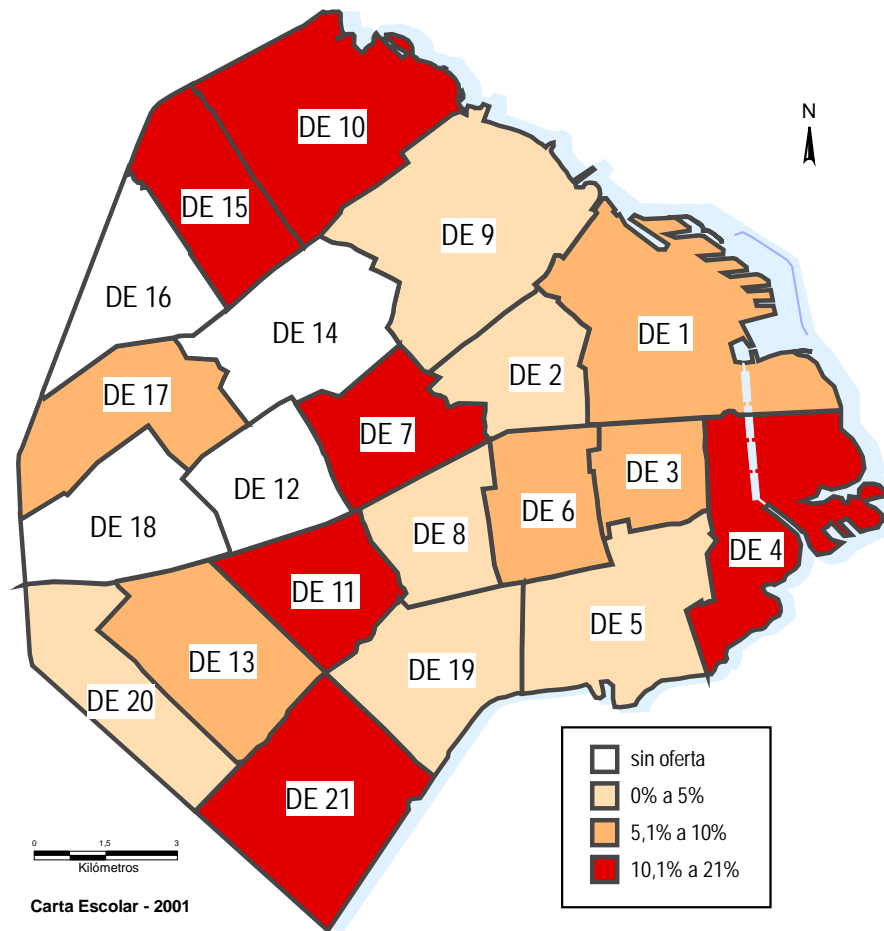 N
DE 10
DE 15
DE 9
DE 16
DE 14
DE 1
DE 2
DE 17
DE 7
DE 3
DE 12
DE 6
DE 18
DE 8
DE 4
DE 11
DE 5
DE 13
DE 19
DE 20
DE 21
sin oferta
0% a 5%
5,1% a 10%
10,1% a 21%
0 1,5 3
Kilómetros
Carta Escolar - 2001